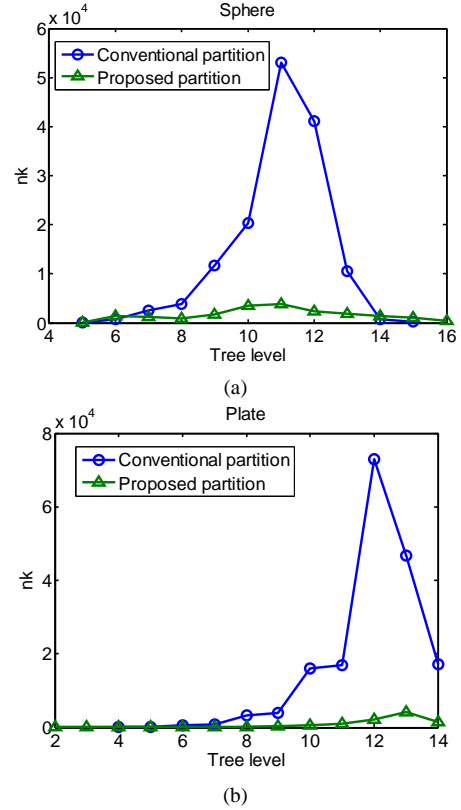 Sphere
x 10^4
6
5
4
3
2
1
0
nk
Conventional partition
Proposed partition
4 6 8 10 12 14 16
Tree level
(a)
Plate
x 10^4
8
6
4
2
0
nk
Conventional partition
Proposed partition
2 4 6 8 10 12 14
Tree level
(b)